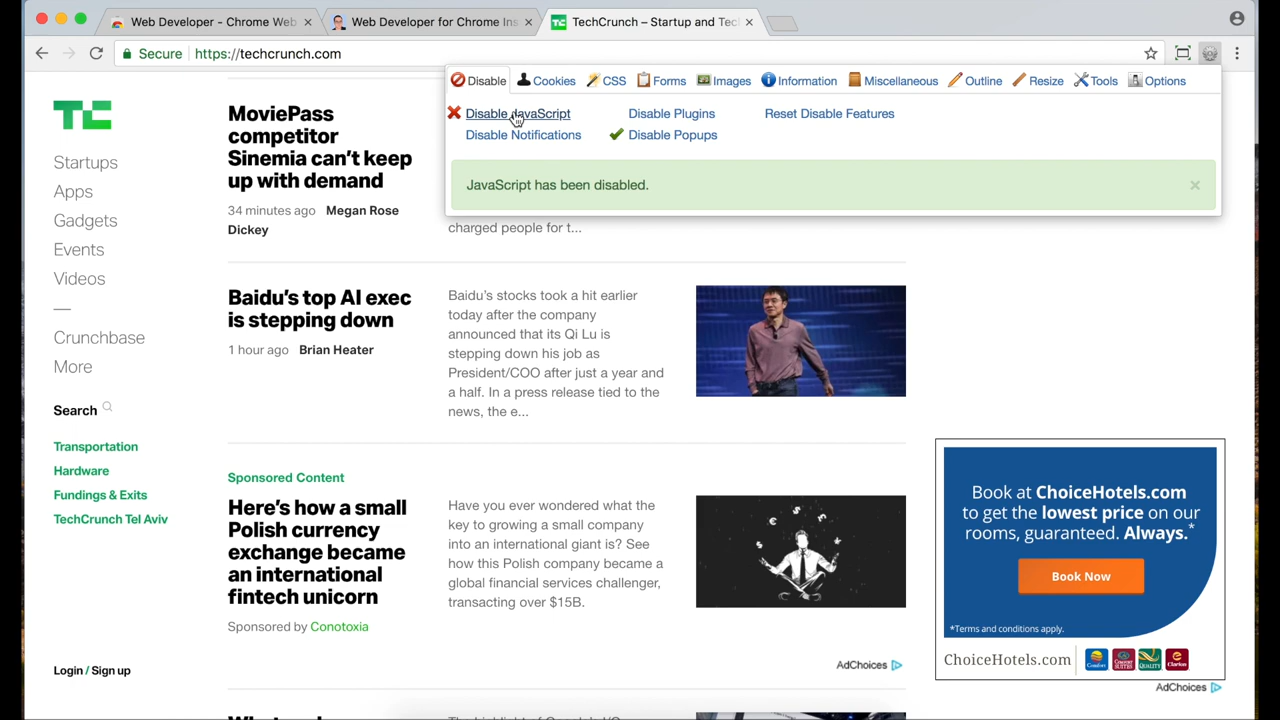 Web Developer - Chrome Web
Web Developer for Chrome Ins
TechCrunch – Startup and Tec
Secure
https://techcrunch.com
Disable
Cookies
CSS
Forms
Images
Information
Miscellaneous
Outline
Resize
Tools
Options
Disable JavaScript
Disable Plugins
Reset Disable Features
Disable Notifications
Disable Popups
JavaScript has been disabled.
TC
Startups
Apps
Gadgets
Events
Videos
—
Crunchbase
More
Search
Transportation
Hardware
Fundings & Exits
TechCrunch Tel Aviv
Login / Sign up
MoviePass
competitor
Sinemia can’t keep
up with demand
34 minutes ago Megan Rose
Dickey
charged people for t...
Baidu’s top AI exec
is stepping down
1 hour ago Brian Heater
Baidu’s stocks took a hit earlier
today after the company
announced that its Qi Lu is
stepping down his job as
President/COO after just a year and
a half. In a press release tied to the
news, the e...
Sponsored Content
Here’s how a small
Polish currency
exchange became
an international
fintech unicorn
Sponsored by Conotoxia
Have you ever wondered what the
key to growing a small company
into an international giant is? See
how this Polish company became a
global financial services challenger,
transacting over $15B.
AdChoices
Book at ChoiceHotels.com
to get the lowest price on our
rooms, guaranteed. Always.*
Book Now
*Terms and conditions apply.
ChoiceHotels.com
AdChoices